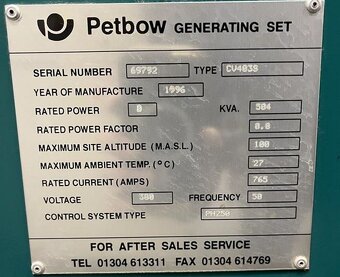 Petbow GENERATING SET
SERIAL NUMBER 69792 TYPE CV403S
YEAR OF MANUFACTURE 1996
RATED POWER 0 KVA. 504
RATED POWER FACTOR 0.8
MAXIMUM SITE ALTITUDY (M.A.S.L.) 100
MAXIMUM AMBIENT TEMP. (°C) 27
RATED CURRENT (AMPS) 765
VOLTAGE 380 FREQUENCY 50
CONTROL SYSTEM TYPE PH250
FOR AFTER SALES SERVICE
TEL 01304 613311 FAX 01304 614769